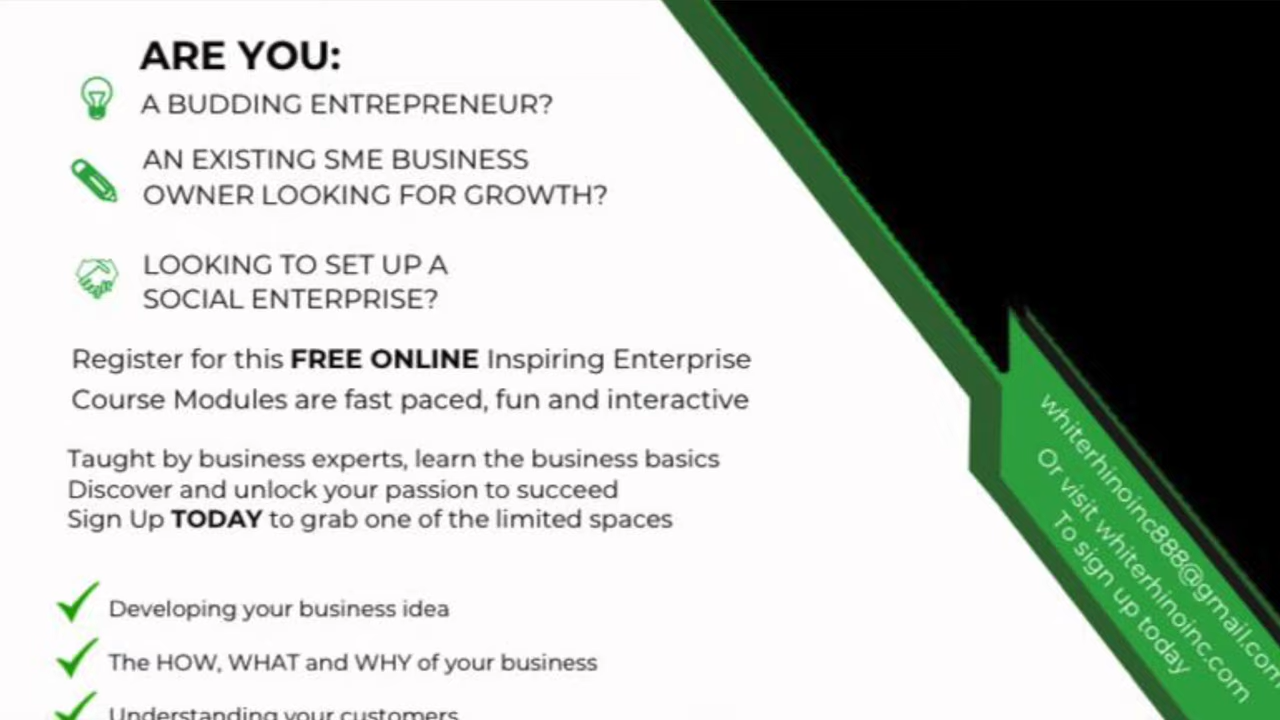 ARE YOU:
A BUDDING ENTREPRENEUR?
AN EXISTING SME BUSINESS
OWNER LOOKING FOR GROWTH?
LOOKING TO SET UP A
SOCIAL ENTERPRISE?
Register for this FREE ONLINE Inspiring Enterprise
Course Modules are fast paced, fun and interactive
Taught by business experts, learn the business basics
Discover and unlock your passion to succeed
Sign Up TODAY to grab one of the limited spaces
Developing your business idea
The HOW, WHAT and WHY of your business
Understanding your customers
whiterhinoinc888@gmail.com
Or visit whiterhinoinc.com
To sign up today